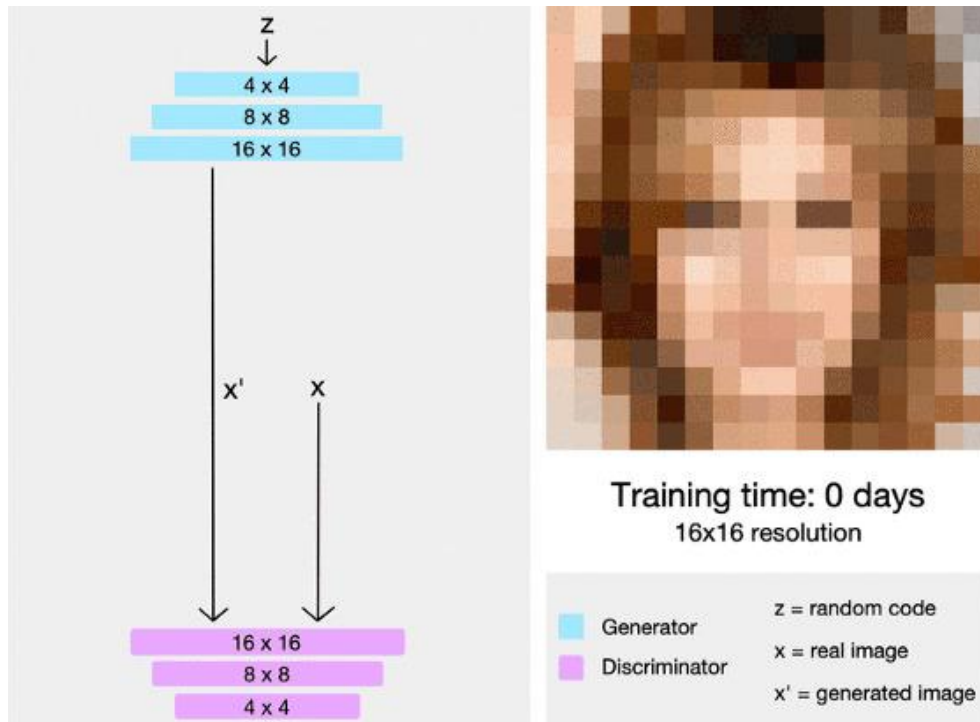 z
4 x 4
8 x 8
16 x 16
x'
x
16 x 16
8 x 8
4 x 4
Training time: 0 days
16x16 resolution
Generator
Discriminator
z = random code
x = real image
x' = generated image